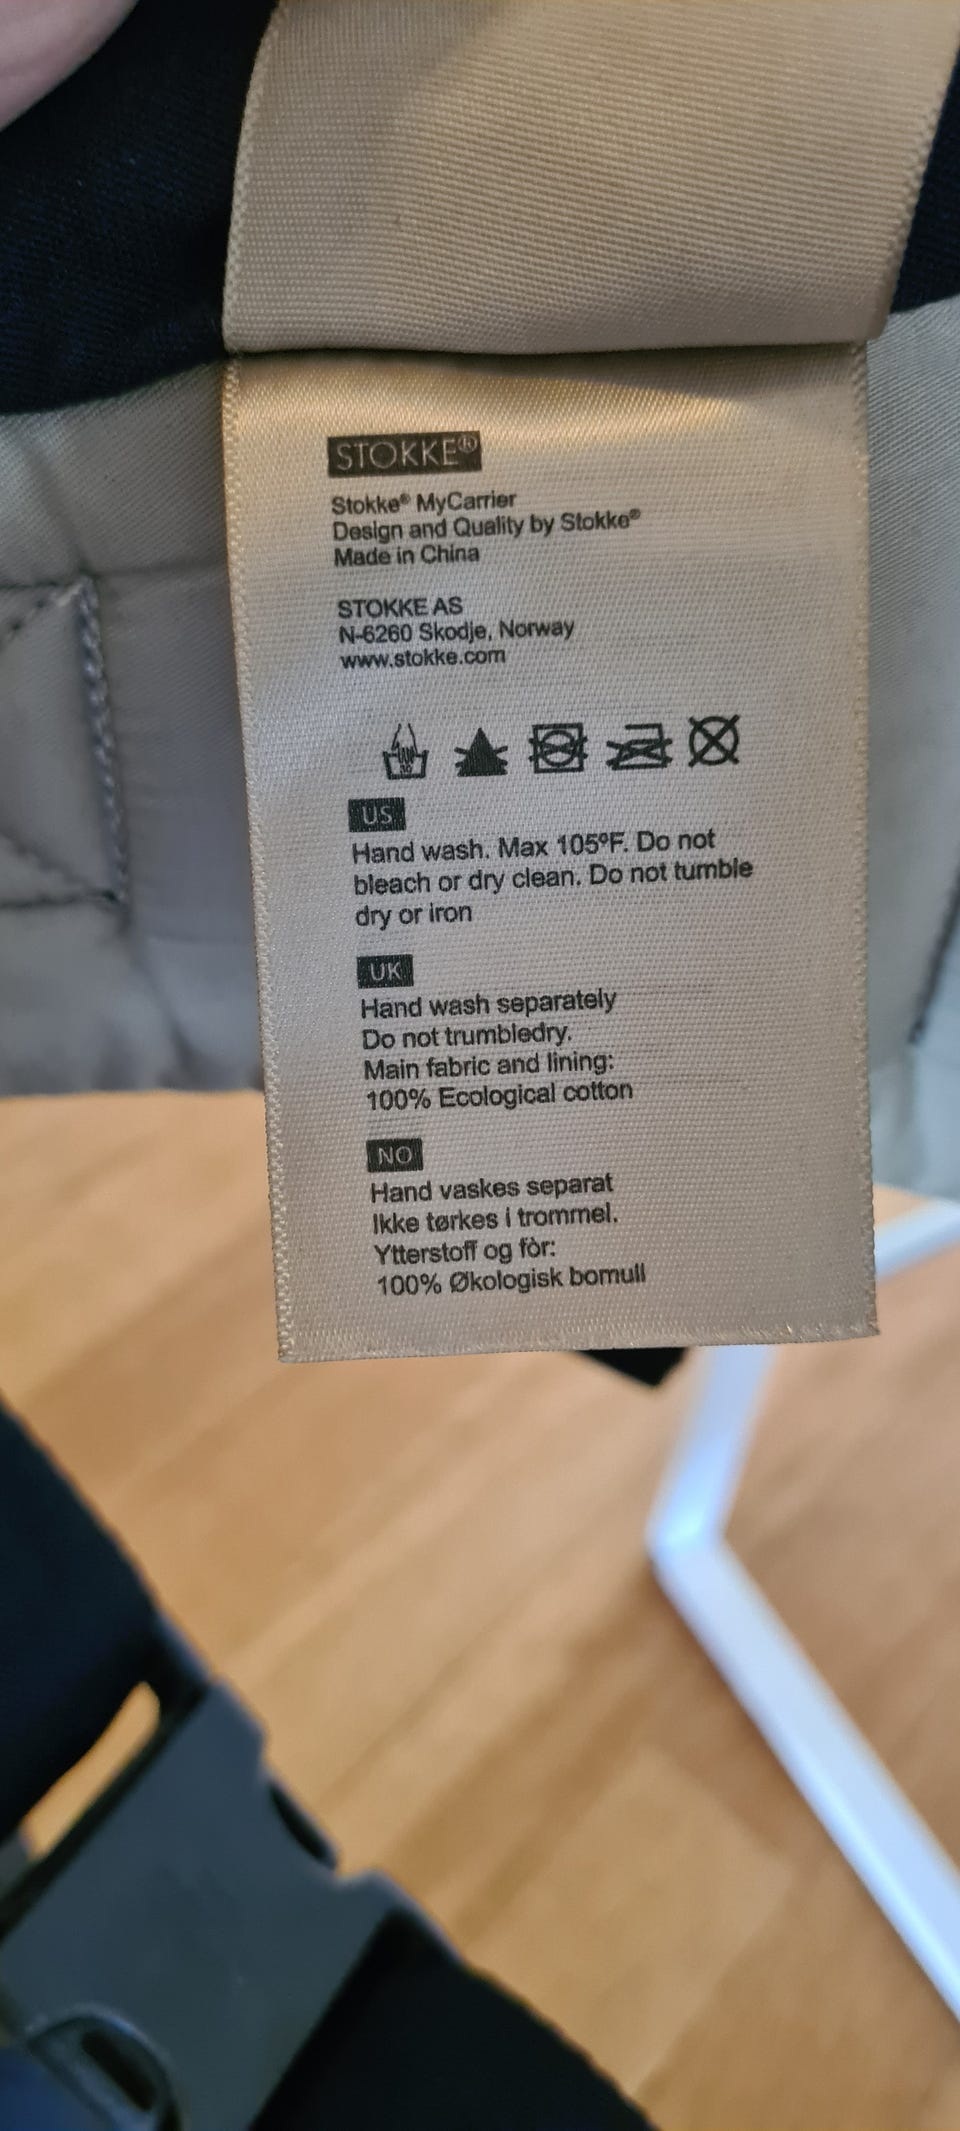 STOKKE®
Stokke® MyCarrier
Design and Quality by Stokke®
Made in China
STOKKE AS
N-6260 Skodje, Norway
www.stokke.com
30
US
Hand wash. Max 105ºF. Do not
bleach or dry clean. Do not tumble
dry or iron
UK
Hand wash separately
Do not trumbledry.
Main fabric and lining:
100% Ecological cotton
NO
Hand vaskes separat
Ikke tørkes i trommel.
Ytterstoff og fòr:
100% Økologisk bomull